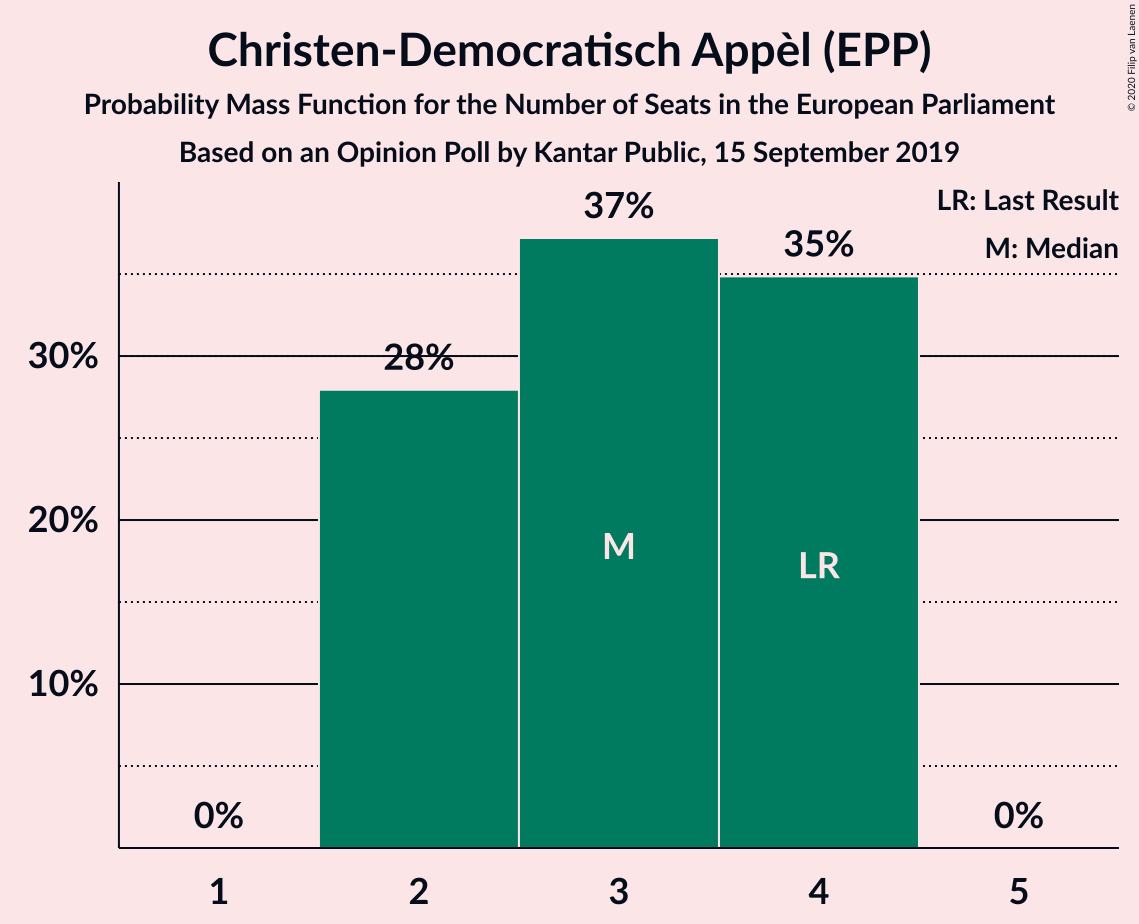 Christen-Democratisch Appèl (EPP)
Probability Mass Function for the Number of Seats in the European Parliament
Based on an Opinion Poll by Kantar Public, 15 September 2019
© 2020 Filip van Laenen
LR: Last Result
M: Median
37%
35%
28%
30%
20%
10%
M
LR
0%
0%
1
2
3
4
5